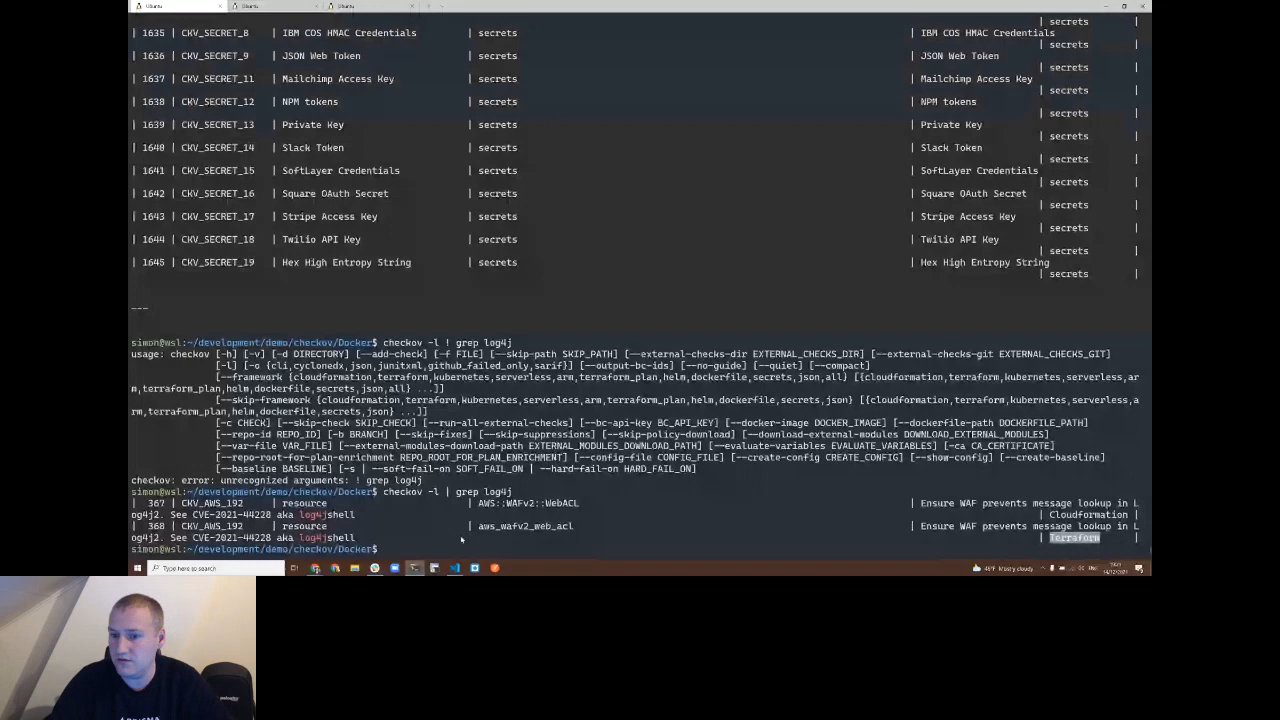 Ubuntu Ubuntu Ubuntu
| secrets
| 1635 | CKV_SECRET_8 | IBM COS HMAC Credentials | secrets | IBM COS HMAC Credentials
| secrets |
| 1636 | CKV_SECRET_9 | JSON Web Token | secrets | JSON Web Token
| secrets |
| 1637 | CKV_SECRET_11 | Mailchimp Access Key | secrets | Mailchimp Access Key
| secrets |
| 1638 | CKV_SECRET_12 | NPM tokens | secrets | NPM tokens
| secrets |
| 1639 | CKV_SECRET_13 | Private Key | secrets | Private Key
| secrets |
| 1640 | CKV_SECRET_14 | Slack Token | secrets | Slack Token
| secrets |
| 1641 | CKV_SECRET_15 | SoftLayer Credentials | secrets | SoftLayer Credentials
| secrets |
| 1642 | CKV_SECRET_16 | Square OAuth Secret | secrets | Square OAuth Secret
| secrets |
| 1643 | CKV_SECRET_17 | Stripe Access Key | secrets | Stripe Access Key
| secrets |
| 1644 | CKV_SECRET_18 | Twilio API Key | secrets | Twilio API Key
| secrets |
| 1645 | CKV_SECRET_19 | Hex High Entropy String | secrets | Hex High Entropy String
| secrets |
---
simon@wsl:~/development/demo/checkov/Docker$ checkov -l ! grep log4j
usage: checkov [-h] [-v] [-d DIRECTORY] [--add-check] [-f FILE] [--skip-path SKIP_PATH] [--external-checks-dir EXTERNAL_CHECKS_DIR] [--external-checks-git EXTERNAL_CHECKS_GIT]
[-l] [-o {cli,cyclonedx,json,junitxml,github_failed_only,sarif}] [--output-bc-ids] [--no-guide] [--quiet] [--compact]
[--framework {cloudformation,terraform,kubernetes,serverless,arm,terraform_plan,helm,dockerfile,secrets,json,all} [{cloudformation,terraform,kubernetes,serverless,ar
m,terraform_plan,helm,dockerfile,secrets,json,all} ...]]
[--skip-framework {cloudformation,terraform,kubernetes,serverless,arm,terraform_plan,helm,dockerfile,secrets,json} [{cloudformation,terraform,kubernetes,serverless,a
rm,terraform_plan,helm,dockerfile,secrets,json} ...]]
[-c CHECK] [--skip-check SKIP_CHECK] [--run-all-external-checks] [--bc-api-key BC_API_KEY] [--docker-image DOCKER_IMAGE] [--dockerfile-path DOCKERFILE_PATH]
[--repo-id REPO_ID] [-b BRANCH] [--skip-fixes] [--skip-suppressions] [--skip-policy-download] [--download-external-modules DOWNLOAD_EXTERNAL_MODULES]
[--var-file VAR_FILE] [--external-modules-download-path EXTERNAL_MODULES_DOWNLOAD_PATH] [--evaluate-variables EVALUATE_VARIABLES] [-ca CA_CERTIFICATE]
[--repo-root-for-plan-enrichment REPO_ROOT_FOR_PLAN_ENRICHMENT] [--config-file CONFIG_FILE] [--create-config CREATE_CONFIG] [--show-config] [--create-baseline]
[--baseline BASELINE] [-s | --soft-fail-on SOFT_FAIL_ON | --hard-fail-on HARD_FAIL_ON]
checkov: error: unrecognized arguments: ! grep log4j
simon@wsl:~/development/demo/checkov/Docker$ checkov -l | grep log4j
| 367 | CKV_AWS_192 | resource | AWS::WAFv2::WebACL | Ensure WAF prevents message lookup in L
og4j2. See CVE-2021-44228 aka log4jshell | Cloudformation |
| 368 | CKV_AWS_192 | resource | aws_wafv2_web_acl | Ensure WAF prevents message lookup in L
og4j2. See CVE-2021-44228 aka log4jshell | Terraform |
simon@wsl:~/development/demo/checkov/Docker$
Type here to search 46°F Mostly cloudy ENG
14/12/2021